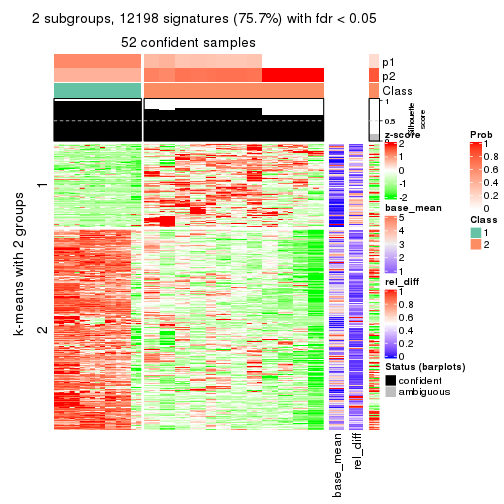 2 subgroups, 12198 signatures (75.7%) with fdr < 0.05
52 confident samples
p1
p2
Class
1
0.5
0
Silhouette
score
k-means with 2 groups
1
2
base_mean
rel_diff
z-score
2
1
0
-1
-2
base_mean
5
4
3
2
1
rel_diff
1
0.8
0.6
0.4
0.2
0
Status (barplots)
confident
ambiguous
Prob
1
0.8
0.6
0.4
0.2
0
Class
1
2